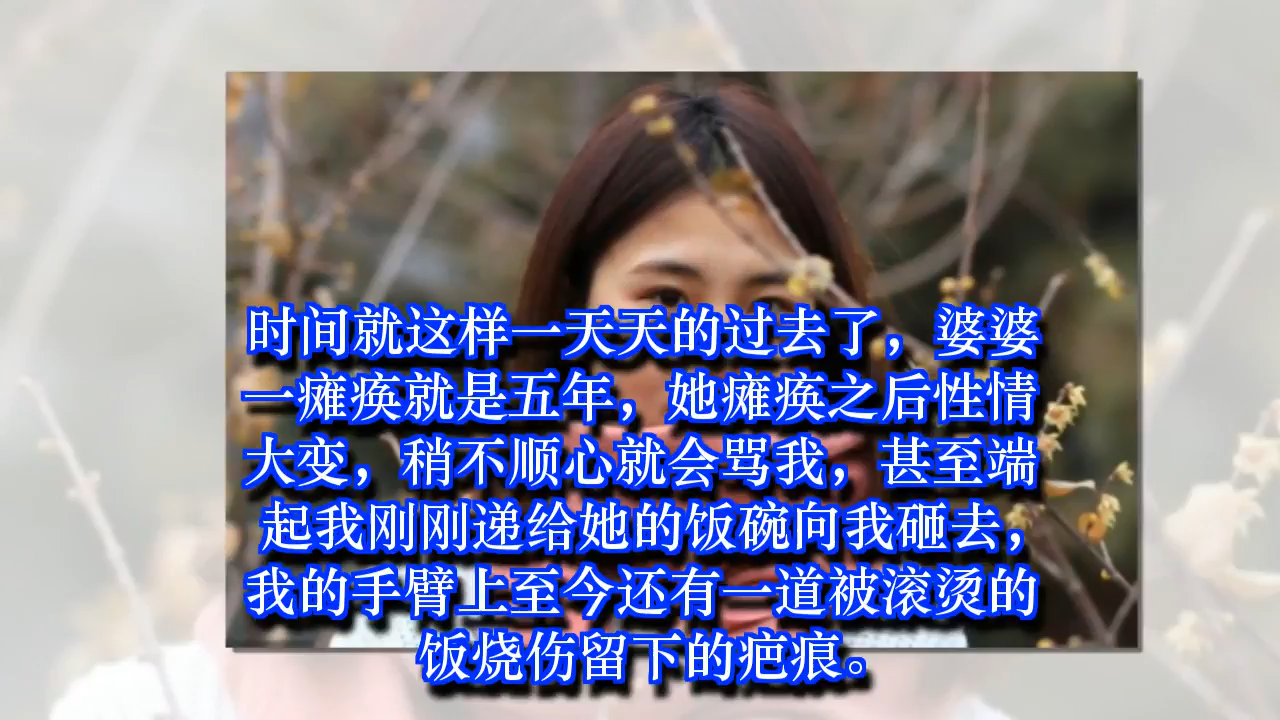 时间就这样一天天的过去了，婆婆
一瘫痪就是五年，她瘫痪之后性情
大变，稍不顺心就会骂我，甚至端
起我刚刚递给她的饭碗向我砸去，
我的手臂上至今还有一道被滚烫的
饭烧伤留下的疤痕。